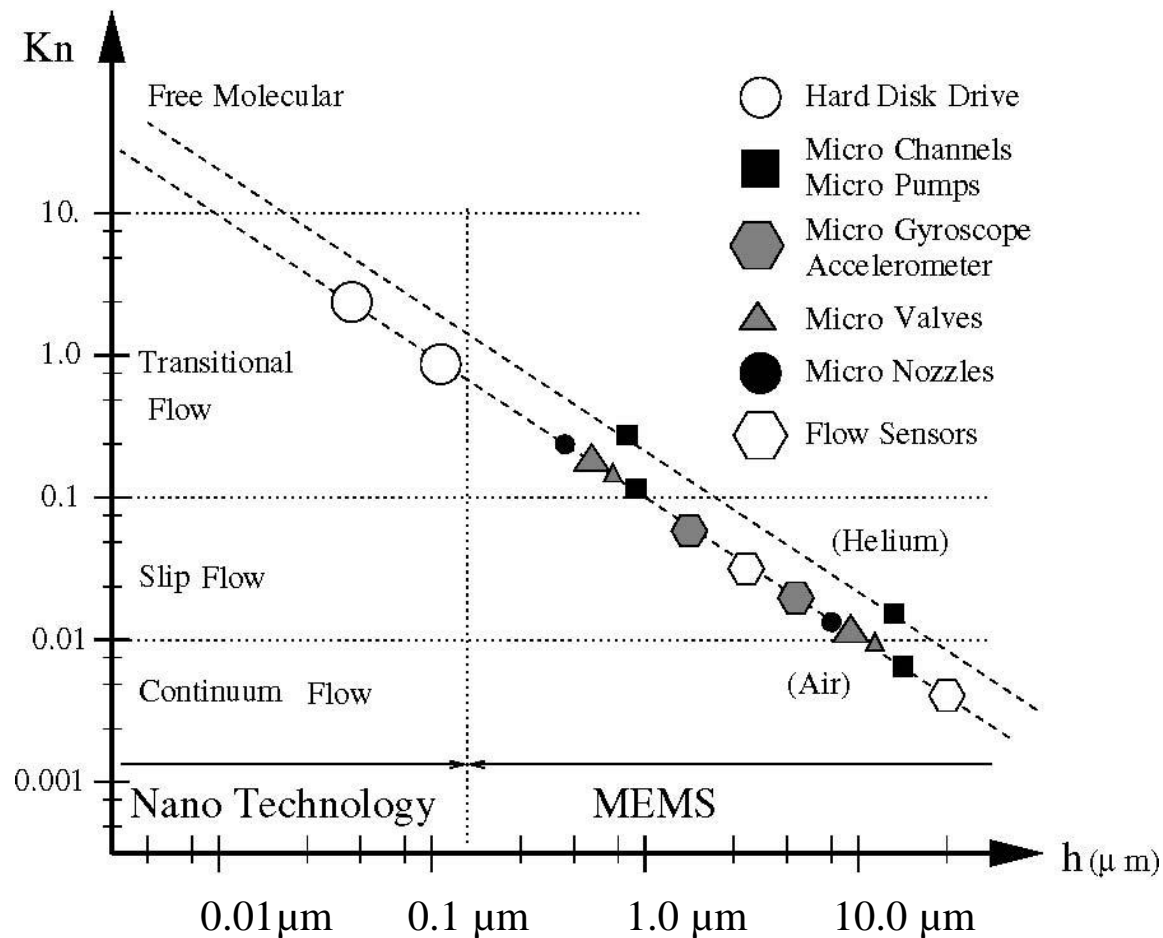 Kn
Free Molecular
Hard Disk Drive
Micro Channels
Micro Pumps
10.
Micro Gyroscope
Accelerometer
Micro Valves
1.0
Transitional
Flow
Micro Nozzles
Flow Sensors
0.1
(Helium)
Slip Flow
0.01
Continuum Flow
(Air)
0.001
Nano Technology
MEMS
h (μ m)
0.01μm
0.1 μm
1.0 μm
10.0 μm